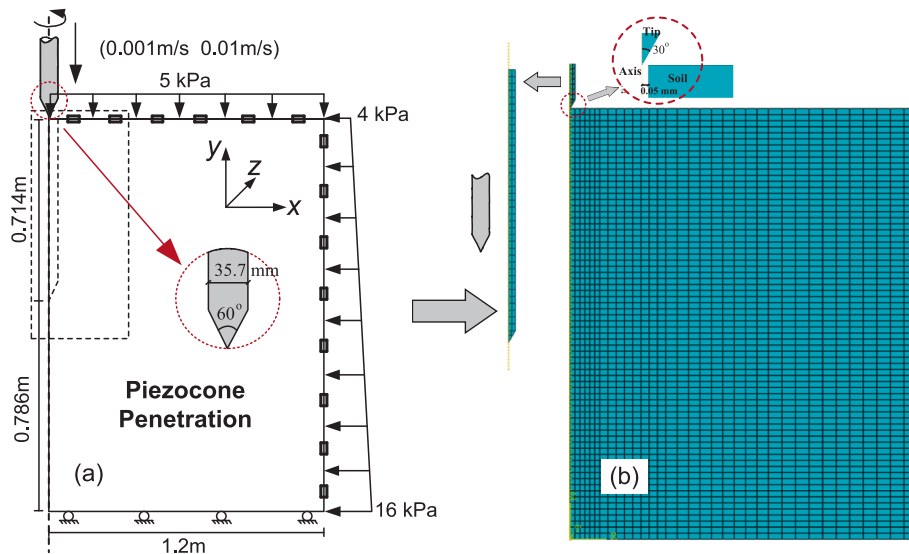 (0.001m/s 0.01m/s)
5 kPa
4 kPa
y
z
x
0.714m
35.7 mm
60°
Piezocone
Penetration
0.786m
(a)
16 kPa
1.2m
Tip
30°
Axis
Soil
0.05 mm
(b)